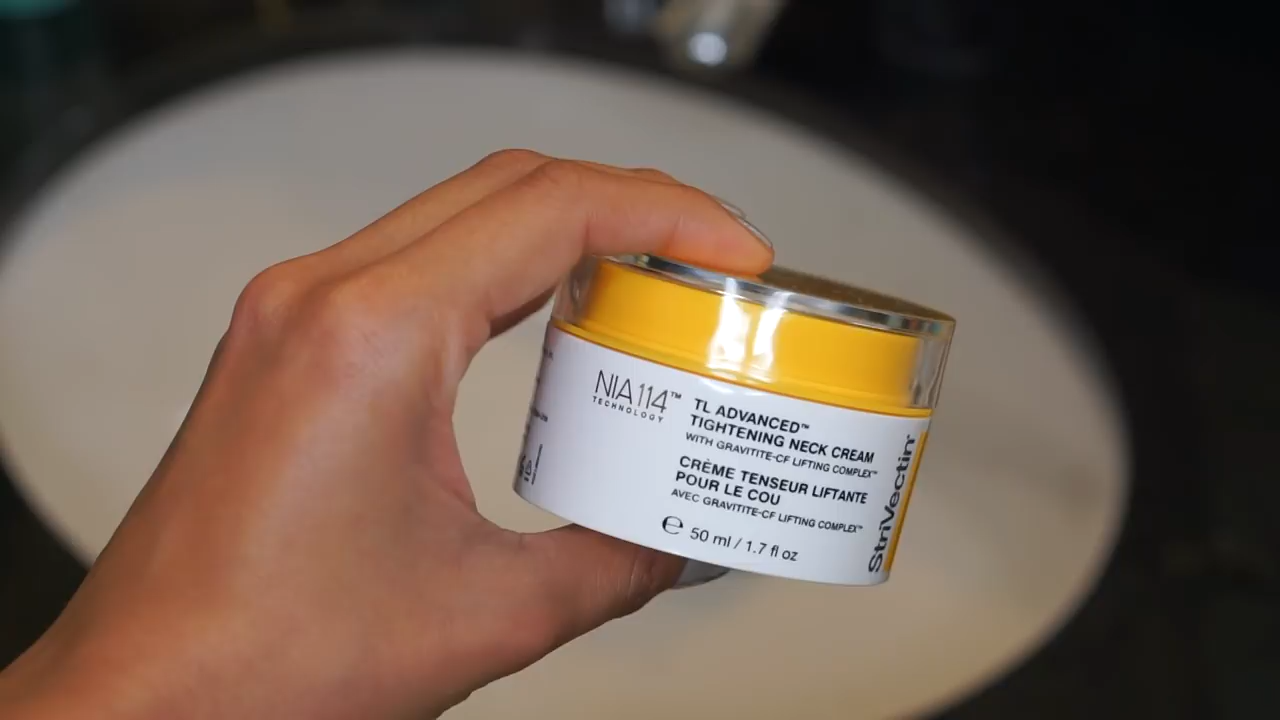 NIA114™
TECHNOLOGY
TL ADVANCED™
TIGHTENING NECK CREAM
WITH GRAVITITE-CF LIFTING COMPLEX™
CRÈME TENSEUR LIFTANTE
POUR LE COU
AVEC GRAVITITE-CF LIFTING COMPLEX™
e 50 ml / 1.7 fl oz
StriVectin®